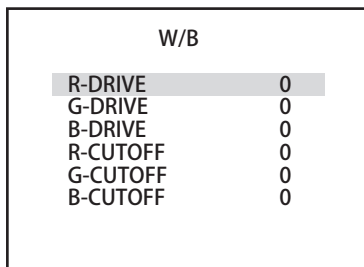 W/B
R-DRIVE 0
G-DRIVE 0
B-DRIVE 0
R-CUTOFF 0
G-CUTOFF 0
B-CUTOFF 0